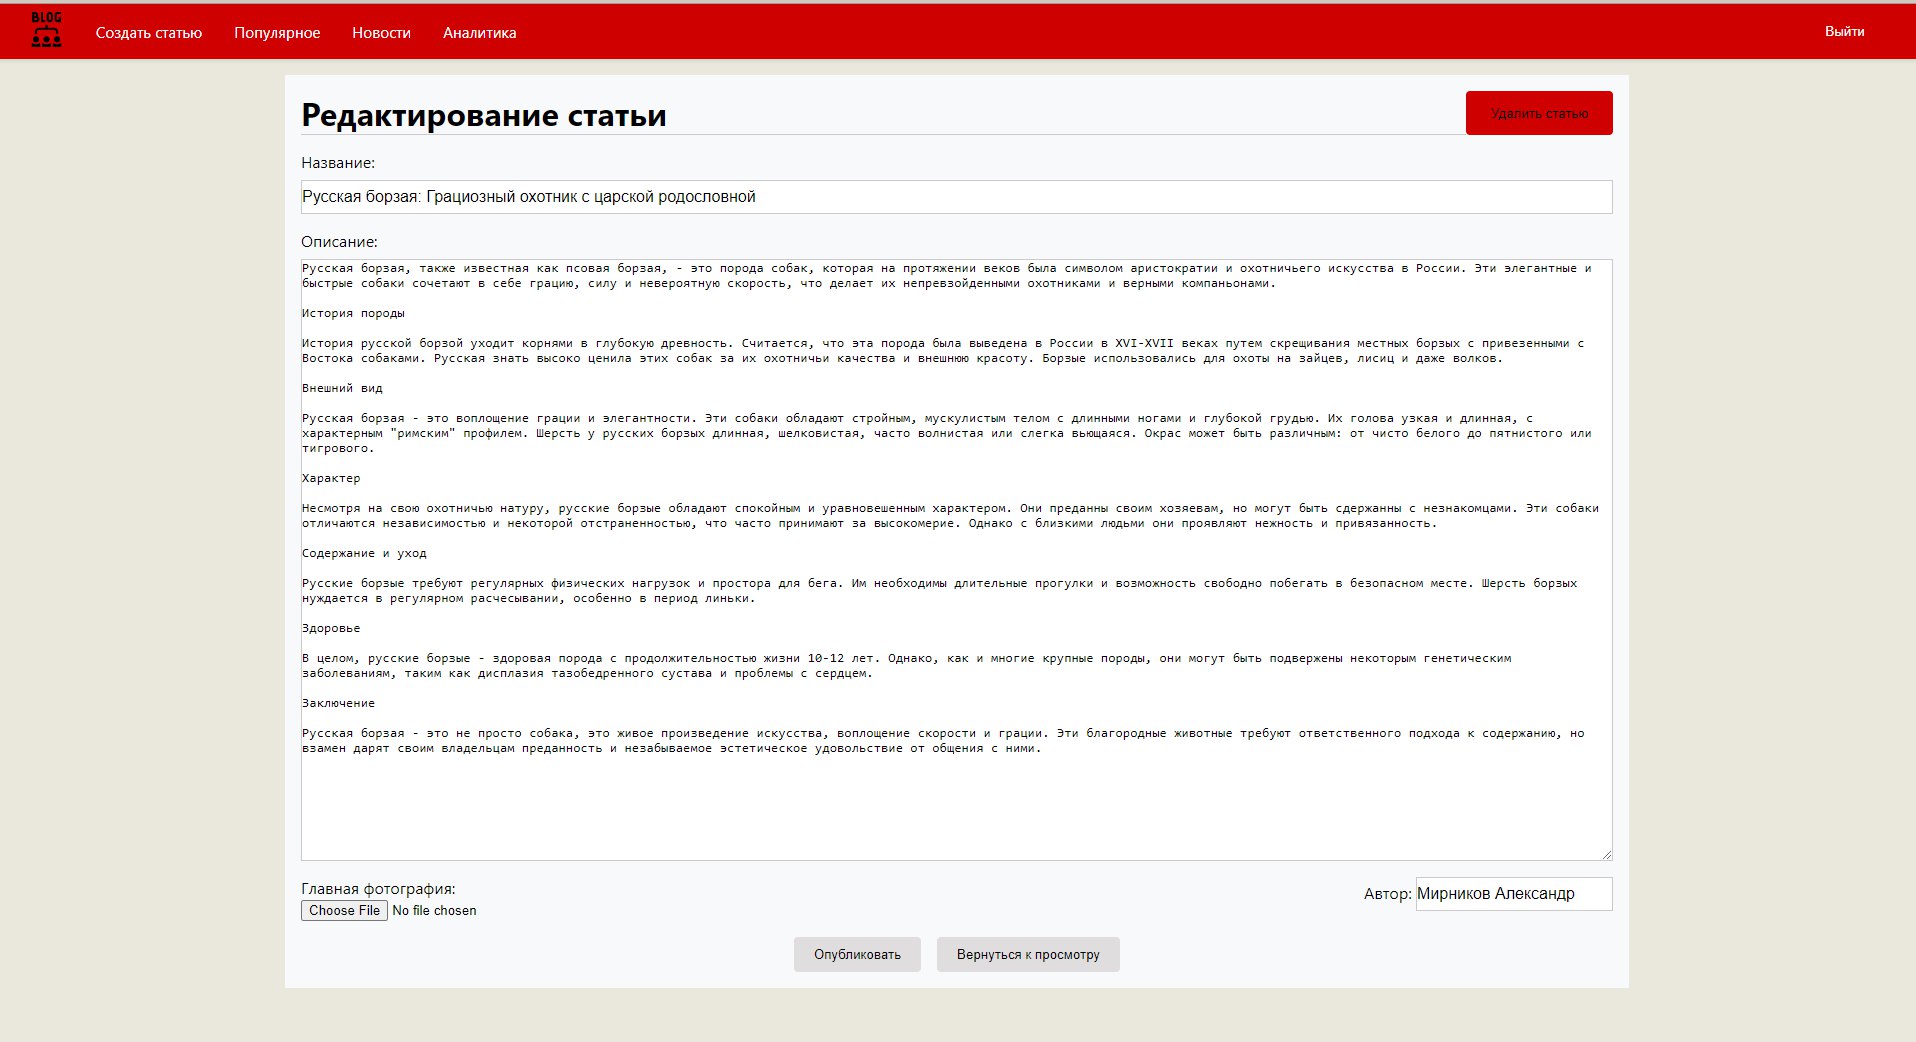 BLOG
Создать статью
Популярное
Новости
Аналитика
Выйти
Редактирование статьи
Удалить статью
Название:
Русская борзая: Грациозный охотник с царской родословной
Описание:
Русская борзая, также известная как псовая борзая, - это порода собак, которая на протяжении веков была символом аристократии и охотничьего искусства в России. Эти элегантные и
быстрые собаки сочетают в себе грацию, силу и невероятную скорость, что делает их непревзойденными охотниками и верными компаньонами.
История породы
История русской борзой уходит корнями в глубокую древность. Считается, что эта порода была выведена в России в XVI-XVII веках путем скрещивания местных борзых с привезенными с
Востока собаками. Русская знать высоко ценила этих собак за их охотничьи качества и внешнюю красоту. Борзые использовались для охоты на зайцев, лисиц и даже волков.
Внешний вид
Русская борзая - это воплощение грации и элегантности. Эти собаки обладают стройным, мускулистым телом с длинными ногами и глубокой грудью. Их голова узкая и длинная, с
характерным "римским" профилем. Шерсть у русских борзых длинная, шелковистая, часто волнистая или слегка вьющаяся. Окрас может быть различным: от чисто белого до пятнистого или
тигрового.
Характер
Несмотря на свою охотничью натуру, русские борзые обладают спокойным и уравновешенным характером. Они преданны своим хозяевам, но могут быть сдержанны с незнакомцами. Эти собаки
отличаются независимостью и некоторой отстраненностью, что часто принимают за высокомерие. Однако с близкими людьми они проявляют нежность и привязанность.
Содержание и уход
Русские борзые требуют регулярных физических нагрузок и простора для бега. Им необходимы длительные прогулки и возможность свободно побегать в безопасном месте. Шерсть борзых
нуждается в регулярном расчесывании, особенно в период линьки.
Здоровье
В целом, русские борзые - здоровая порода с продолжительностью жизни 10-12 лет. Однако, как и многие крупные породы, они могут быть подвержены некоторым генетическим
заболеваниям, таким как дисплазия тазобедренного сустава и проблемы с сердцем.
Заключение
Русская борзая - это не просто собака, это живое произведение искусства, воплощение скорости и грации. Эти благородные животные требуют ответственного подхода к содержанию, но
взамен дарят своим владельцам преданность и незабываемое эстетическое удовольствие от общения с ними.
Главная фотография:
Choose File No file chosen
Автор: Мирников Александр
Опубликовать
Вернуться к просмотру